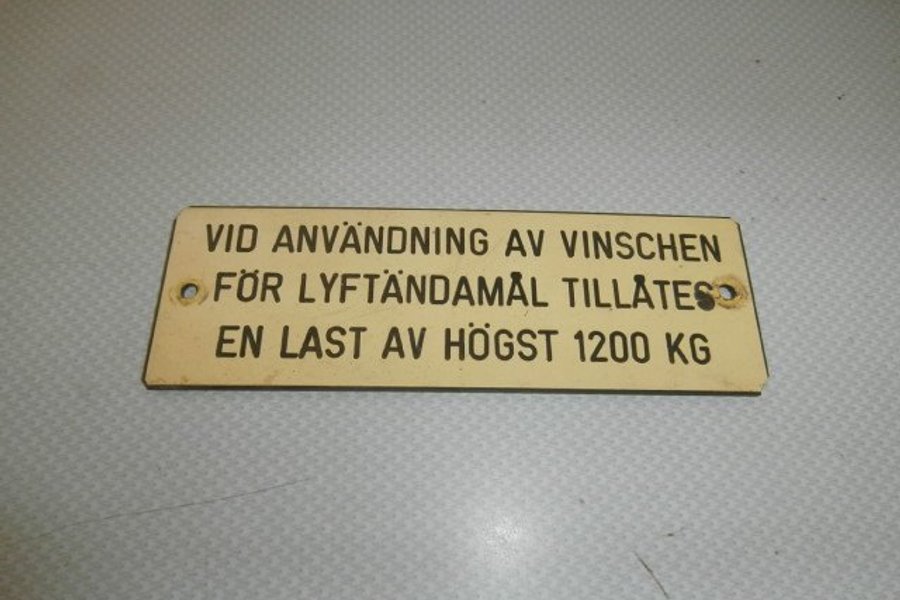 VID ANVÄNDNING AV VINSCHEN
FÖR LYFTÄNDAMÅL TILLÅTES
EN LAST AV HÖGST 1200 KG